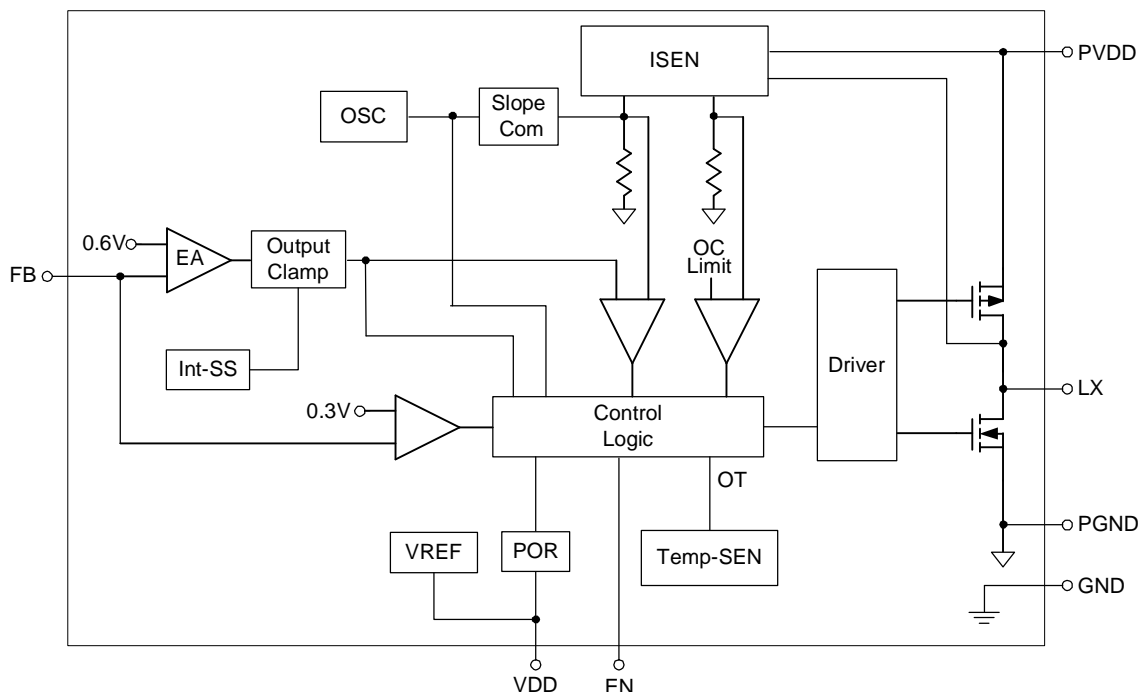 ISEN
PVDD
OSC
Slope
Com
0.6V
EA
Output
Clamp
FB
OC
Limit
Int-SS
Driver
LX
0.3V
Control
Logic
OT
VREF
POR
Temp-SEN
PGND
GND
VDD
EN